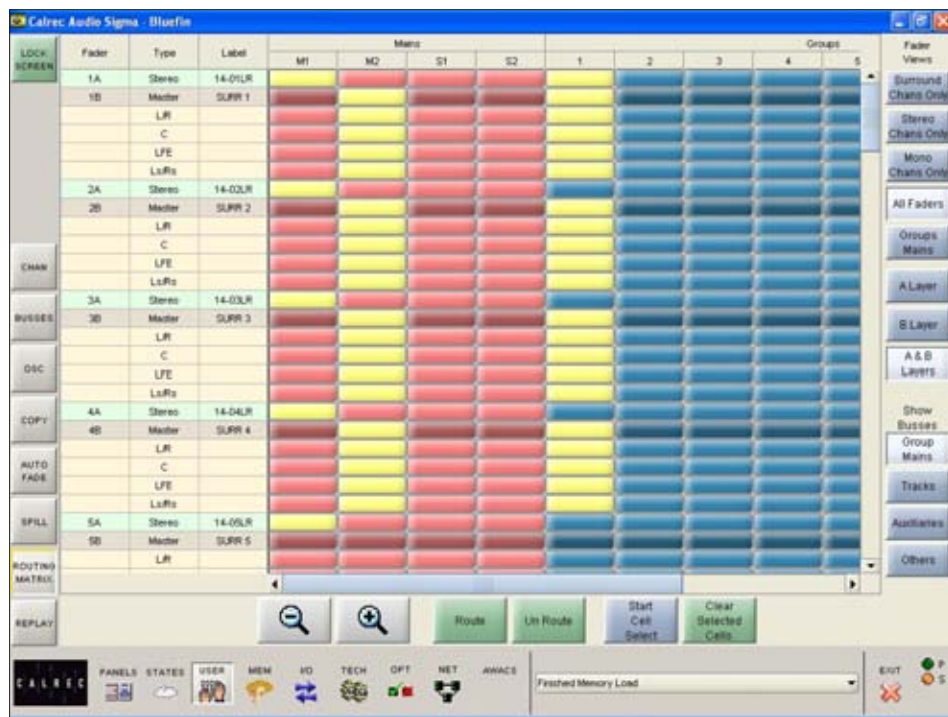 Calrec Audio Sigma - Bluefin
LOCK SCREEN
Fader Type Label
Mains Groups
M1 M2 S1 S2 1 2 3 4 5
1A Stereo 14-01LR
1B Master SURR 1
L/R
C
LFE
Ls/Rs
2A Stereo 14-02LR
2B Master SURR 2
L/R
C
LFE
Ls/Rs
3A Stereo 14-03LR
3B Master SURR 3
L/R
C
LFE
Ls/Rs
4A Stereo 14-04LR
4B Master SURR 4
L/R
C
LFE
Ls/Rs
5A Stereo 14-05LR
5B Master SURR 5
L/R
CHAN
BUSSES
OSC
COPY
AUTO FADE
SPILL
ROUTING MATRIX
REPLAY
Fader Views
Surround Chans Only
Stereo Chans Only
Mono Chans Only
All Faders
Groups Mains
A Layer
B Layer
A & B Layers
Show Busses
Group Mains
Tracks
Auxiliaries
Others
Route
Un Route
Start Cell Select
Clear Selected Cells
CALREC
PANELS STATES USER MEM I/O TECH OPT NET AWACS
Finished Memory Load
EXIT
P
S